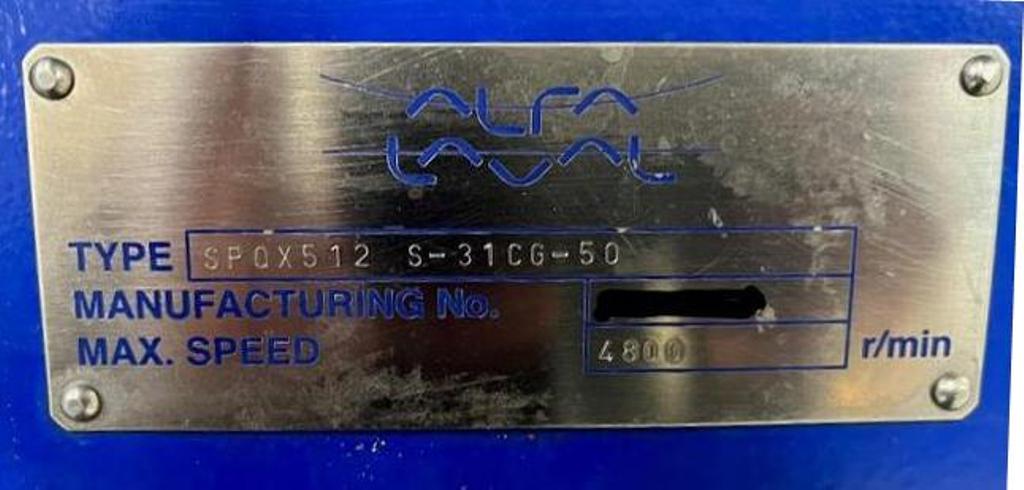 ALFA
LAVAL
TYPE SPQX512 S-31CG-50
MANUFACTURING No.
MAX. SPEED 4800 r/min